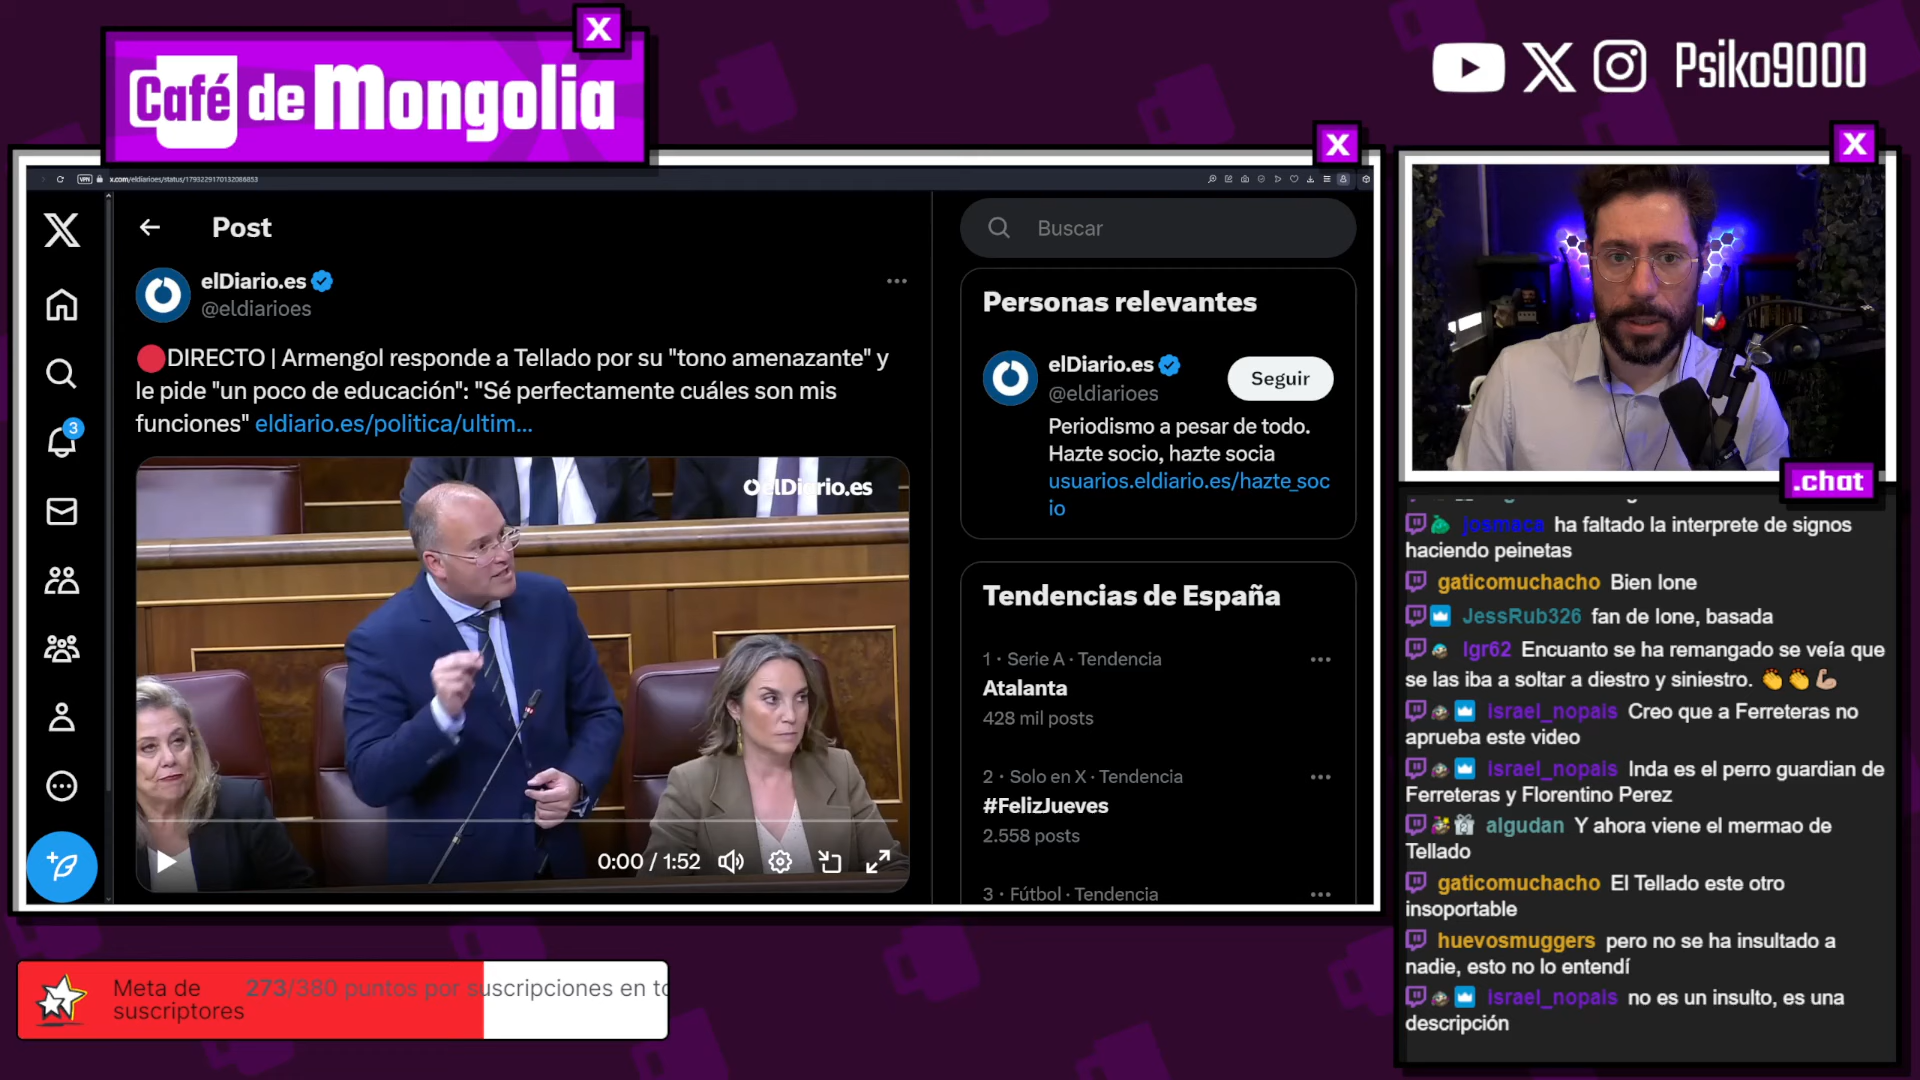 Café de Mongolia
X
Psiko9000
X
X
VPN
x.com/eldiarioes/status/1793229170132086853
Post
elDiario.es
@eldiarioes
🔴DIRECTO | Armengol responde a Tellado por su "tono amenazante" y
le pide "un poco de educación": "Sé perfectamente cuáles son mis
funciones" eldiario.es/politica/ultim...
elDiario.es
0:00 / 1:52
3
Buscar
Personas relevantes
elDiario.es
@eldiarioes
Seguir
Periodismo a pesar de todo.
Hazte socio, hazte socia
usuarios.eldiario.es/hazte_soc
io
Tendencias de España
1 · Serie A · Tendencia
Atalanta
428 mil posts
2 · Solo en X · Tendencia
#FelizJueves
2.558 posts
3 · Fútbol · Tendencia
.chat
josmaca ha faltado la interprete de signos
haciendo peinetas
gaticomuchacho Bien Ione
JessRub326 fan de Ione, basada
lgr62 Encuanto se ha remangado se veía que
se las iba a soltar a diestro y siniestro. 👏👏💪🏼
Israel_nopais Creo que a Ferreteras no
aprueba este video
Israel_nopais Inda es el perro guardian de
Ferreteras y Florentino Perez
algudan Y ahora viene el mermao de
Tellado
gaticomuchacho El Tellado este otro
insoportable
huevosmuggers pero no se ha insultado a
nadie, esto no lo entendí
Israel_nopais no es un insulto, es una
descripción
Meta de
suscriptores
273/380 puntos por suscripciones en to